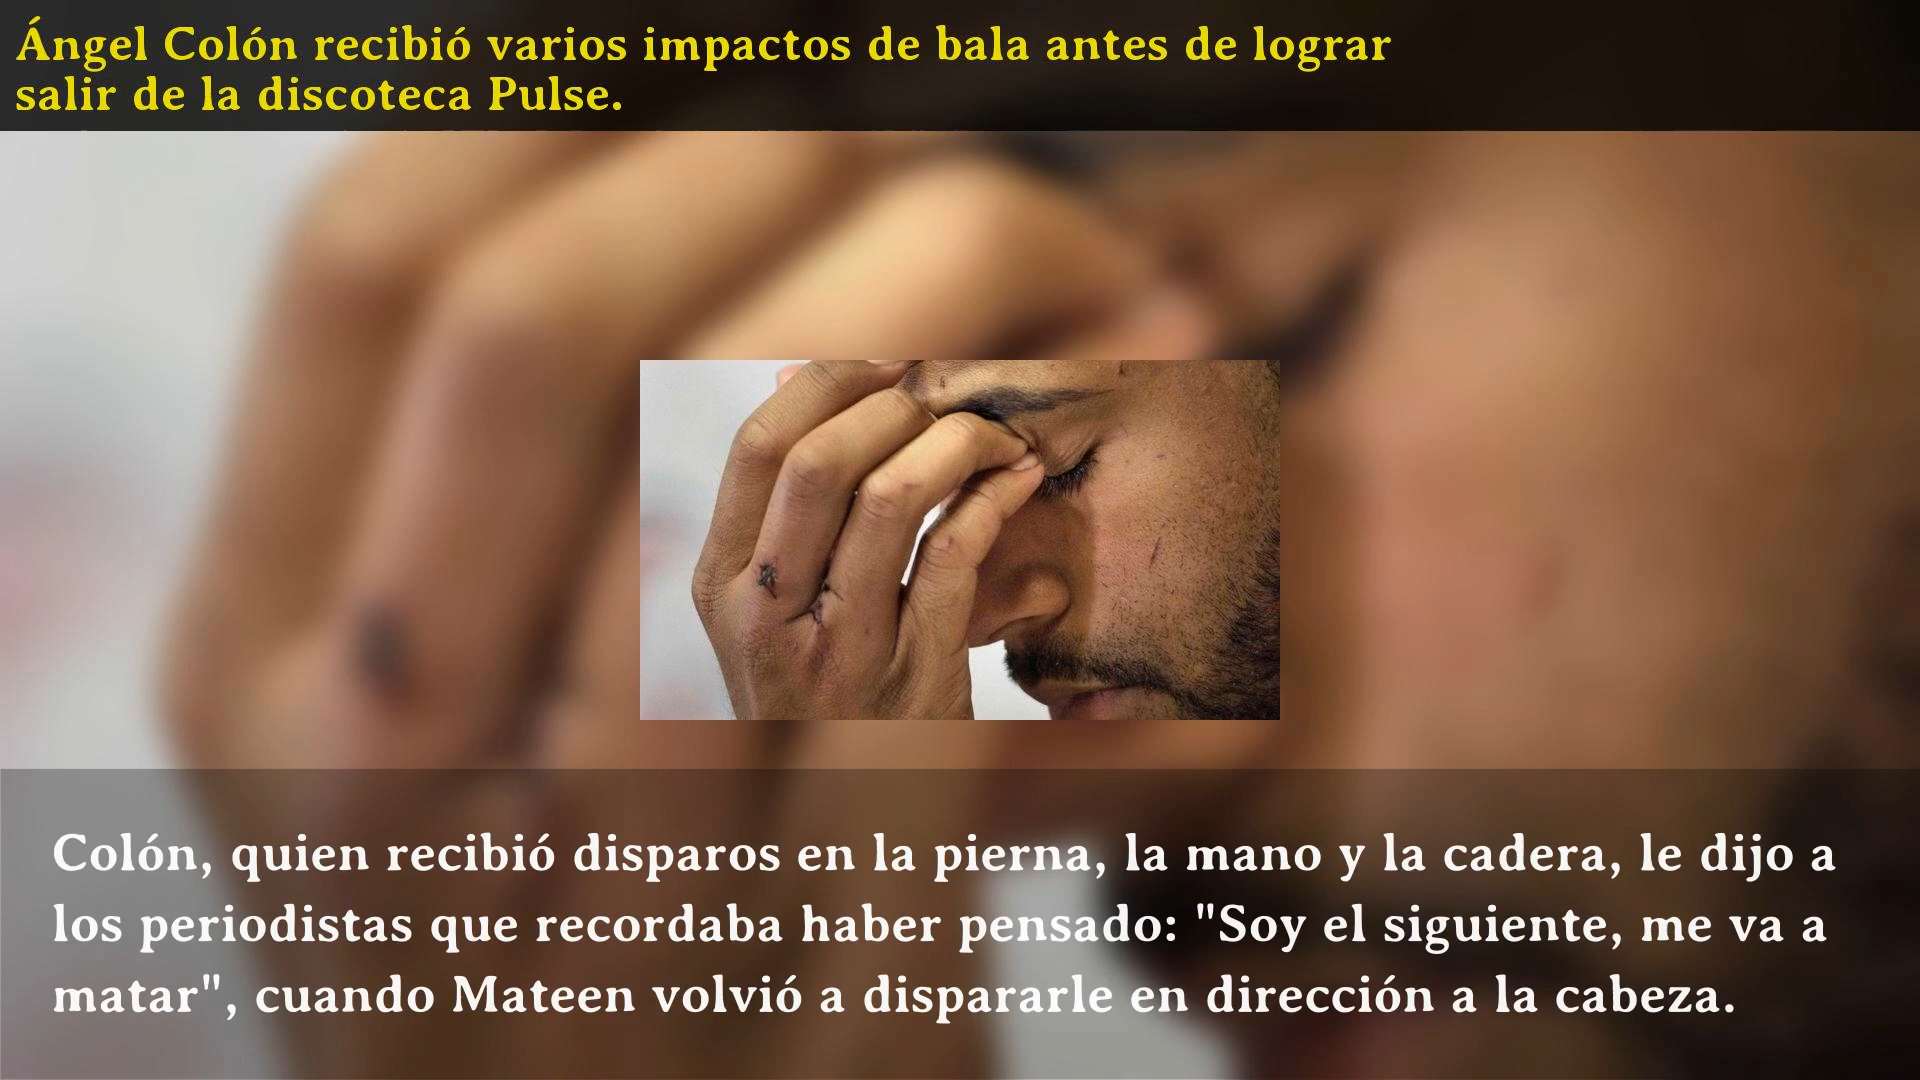 Ángel Colón recibió varios impactos de bala antes de lograr
salir de la discoteca Pulse.
Colón, quien recibió disparos en la pierna, la mano y la cadera, le dijo a
los periodistas que recordaba haber pensado: "Soy el siguiente, me va a
matar", cuando Mateen volvió a dispararle en dirección a la cabeza.